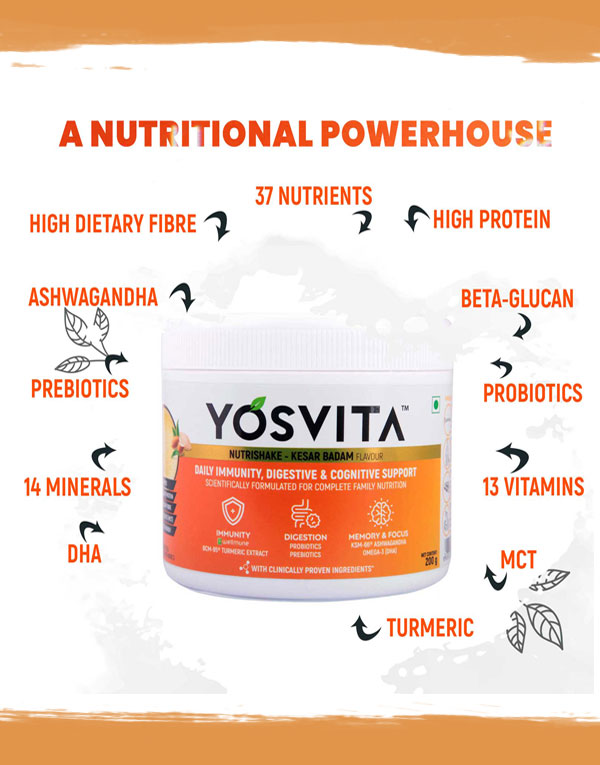 A NUTRITIONAL POWERHOUSE
37 NUTRIENTS
HIGH DIETARY FIBRE
HIGH PROTEIN
ASHWAGANDHA
BETA-GLUCAN
PREBIOTICS
PROBIOTICS
14 MINERALS
13 VITAMINS
DHA
MCT
TURMERIC
YOSVITA™
NUTRISHAKE - KESAR BADAM FLAVOUR
DAILY IMMUNITY, DIGESTIVE & COGNITIVE SUPPORT
SCIENTIFICALLY FORMULATED FOR COMPLETE FAMILY NUTRITION
IMMUNITY
wellmune
BCM-95® TURMERIC EXTRACT
DIGESTION
PROBIOTICS
PREBIOTICS
MEMORY & FOCUS
KSM-66® ASHWAGANDHA
OMEGA-3 (DHA)
WITH CLINICALLY PROVEN INGREDIENTS*
NET CONTENT
200 g